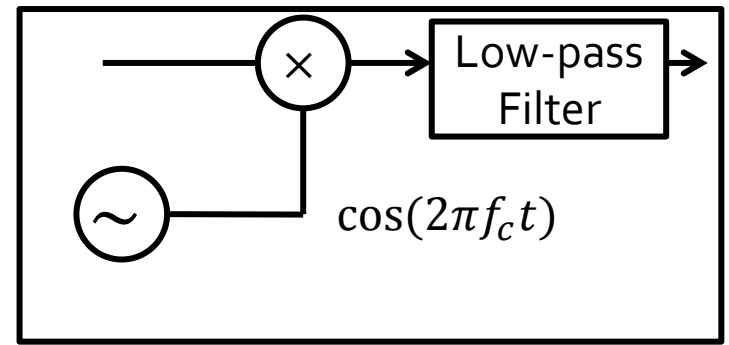 ×
Low-pass
Filter
~
cos(2πf_c t)